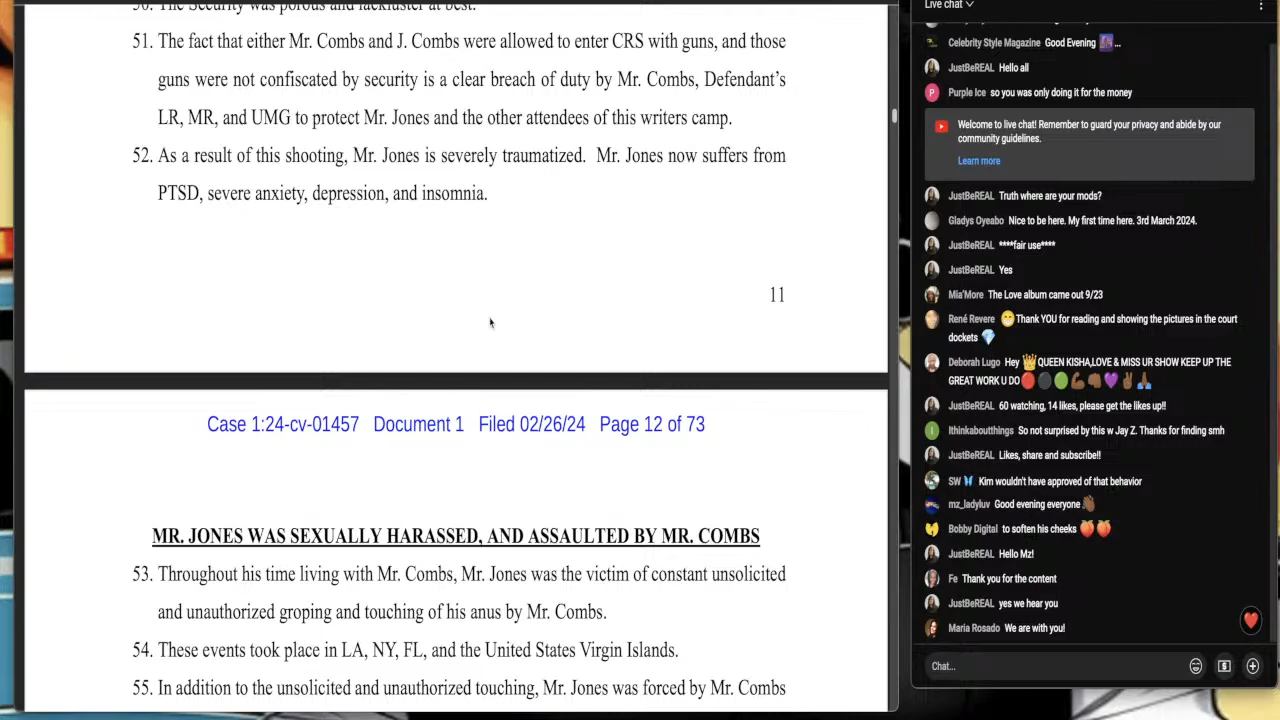 50. The Security was porous and lackluster at best.
51. The fact that either Mr. Combs and J. Combs were allowed to enter CRS with guns, and those
guns were not confiscated by security is a clear breach of duty by Mr. Combs, Defendant's
LR, MR, and UMG to protect Mr. Jones and the other attendees of this writers camp.
52. As a result of this shooting, Mr. Jones is severely traumatized. Mr. Jones now suffers from
PTSD, severe anxiety, depression, and insomnia.
11
Case 1:24-cv-01457 Document 1 Filed 02/26/24 Page 12 of 73
MR. JONES WAS SEXUALLY HARASSED, AND ASSAULTED BY MR. COMBS
53. Throughout his time living with Mr. Combs, Mr. Jones was the victim of constant unsolicited
and unauthorized groping and touching of his anus by Mr. Combs.
54. These events took place in LA, NY, FL, and the United States Virgin Islands.
55. In addition to the unsolicited and unauthorized touching, Mr. Jones was forced by Mr. Combs
Live chat
Celebrity Style Magazine Good Evening 🌆...
JustBeREAL Hello all
P
Purple Ice so you was only doing it for the money
Welcome to live chat! Remember to guard your privacy and abide by our
community guidelines.
Learn more
JustBeREAL Truth where are your mods?
Gladys Oyeabo Nice to be here. My first time here. 3rd March 2024.
JustBeREAL ****fair use****
JustBeREAL Yes
Mia'More The Love album came out 9/23
René Revere 😁Thank YOU for reading and showing the pictures in the court
dockets 💎
Deborah Lugo Hey 👑QUEEN KISHA,LOVE & MISS UR SHOW KEEP UP THE
GREAT WORK U DO🔴⚫🟢💪🏾👊🏾💜✌🏾🙏🏾
JustBeREAL 60 watching, 14 likes, please get the likes up!!
I
Ithinkaboutthings So not surprised by this w Jay Z. Thanks for finding smh
JustBeREAL Likes, share and subscribe!!
SW 🦋 Kim wouldn't have approved of that behavior
mz_ladyluv Good evening everyone👋🏾
Bobby Digital to soften his cheeks 🍑🍑
JustBeREAL Hello Mz!
Fe Thank you for the content
JustBeREAL yes we hear you
Maria Rosado We are with you!
Chat...